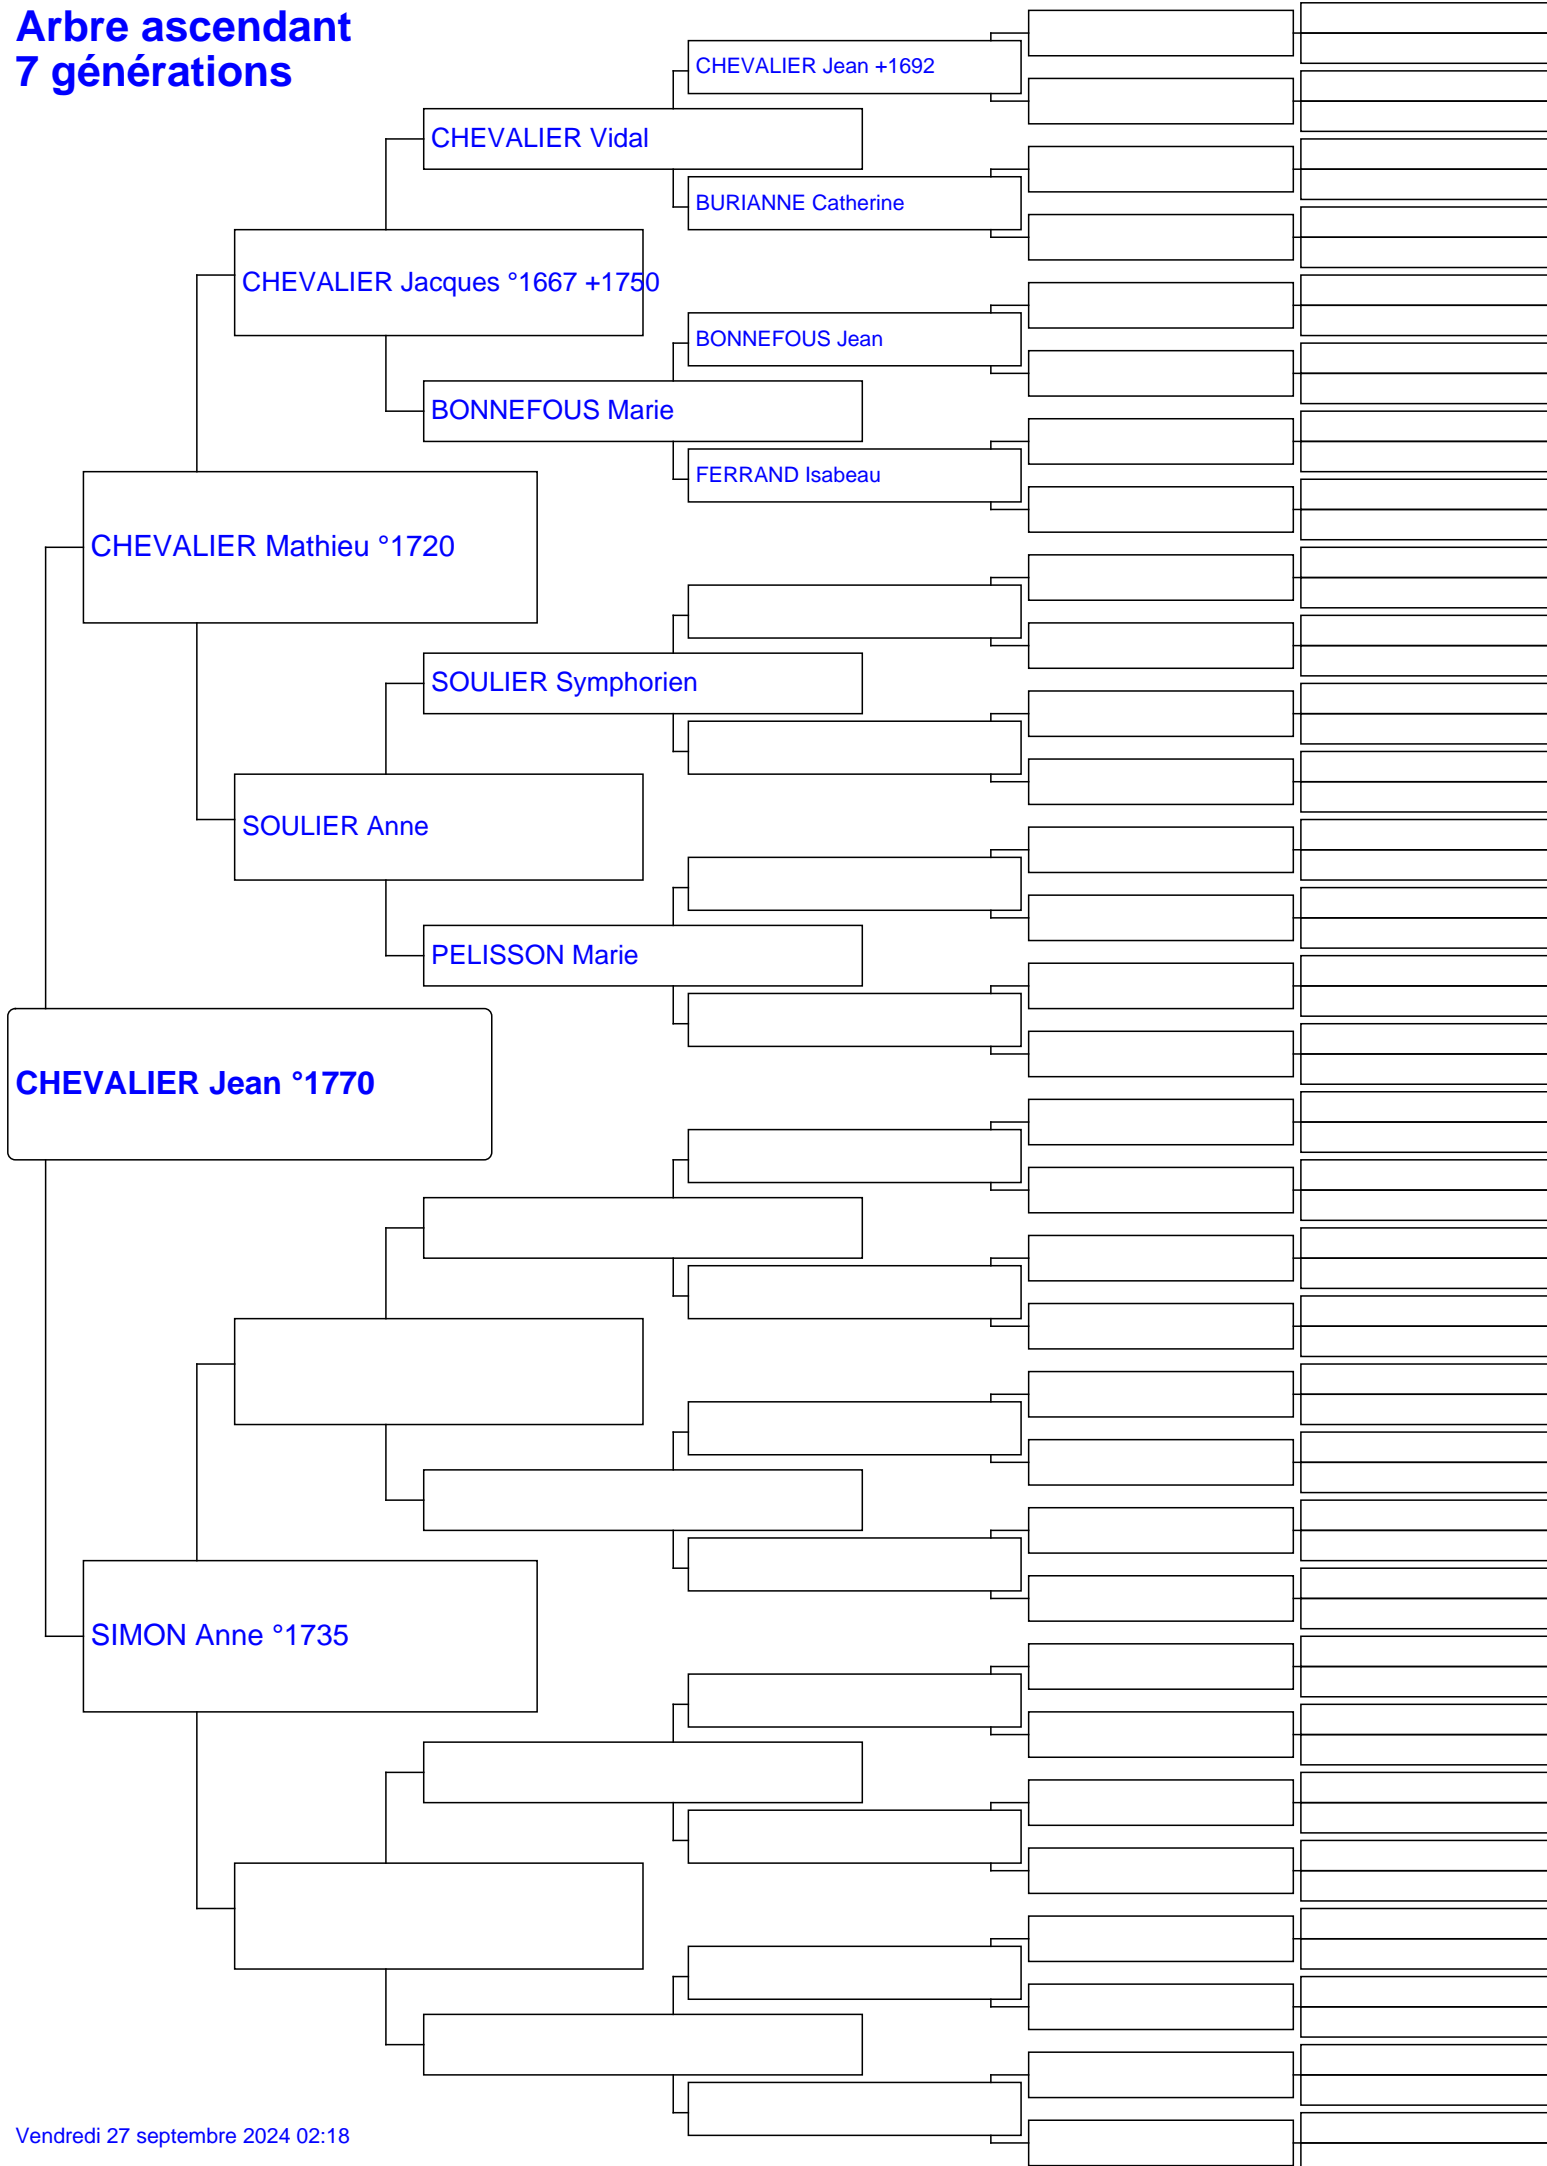 Arbre ascendant
7 générations
CHEVALIER Jean +1692
CHEVALIER Vidal
BURIANNE Catherine
CHEVALIER Jacques °1667 +1750
BONNEFOUS Jean
BONNEFOUS Marie
FERRAND Isabeau
CHEVALIER Mathieu °1720
SOULIER Symphorien
SOULIER Anne
PELISSON Marie
CHEVALIER Jean °1770
SIMON Anne °1735
Vendredi 27 septembre 2024 02:18